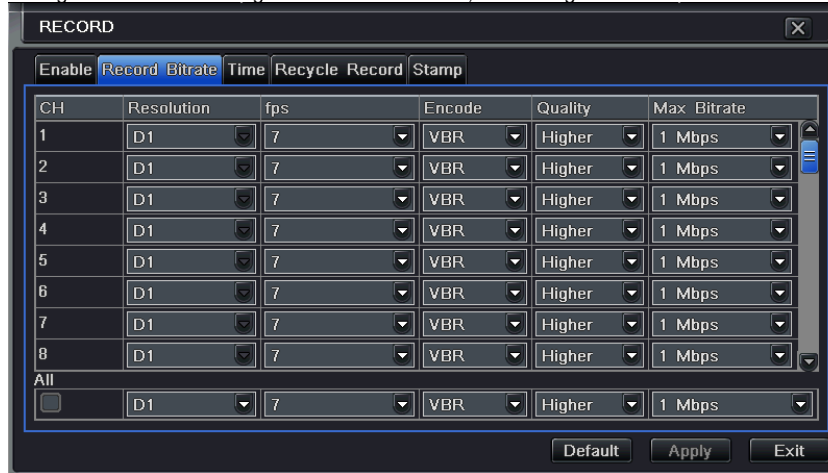 RECORD
Enable Record Bitrate Time Recycle Record Stamp
CH Resolution fps Encode Quality Max Bitrate
1 D1 7 VBR Higher 1 Mbps
2 D1 7 VBR Higher 1 Mbps
3 D1 7 VBR Higher 1 Mbps
4 D1 7 VBR Higher 1 Mbps
5 D1 7 VBR Higher 1 Mbps
6 D1 7 VBR Higher 1 Mbps
7 D1 7 VBR Higher 1 Mbps
8 D1 7 VBR Higher 1 Mbps
All
D1 7 VBR Higher 1 Mbps
Default Apply Exit